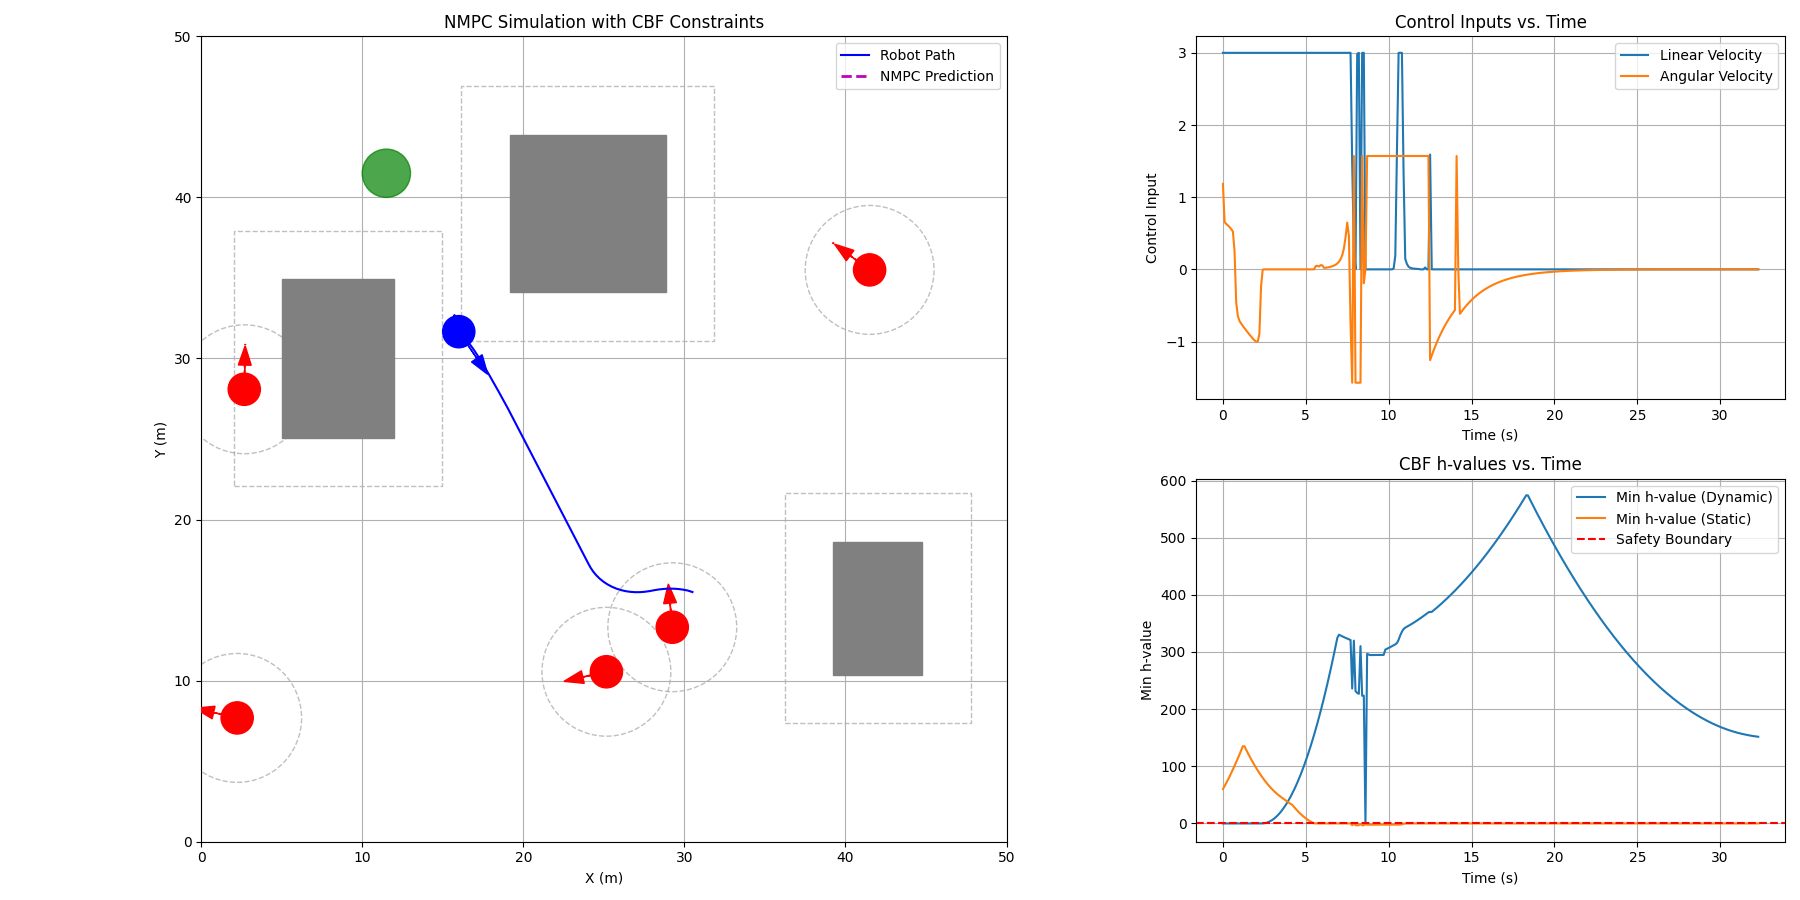 NMPC Simulation with CBF Constraints
Robot Path
NMPC Prediction
50
40
30
20
10
0
Y (m)
0 10 20 30 40 50
X (m)
Control Inputs vs. Time
Linear Velocity
Angular Velocity
3
2
1
0
−1
Control Input
0 5 10 15 20 25 30
Time (s)
CBF h-values vs. Time
Min h-value (Dynamic)
Min h-value (Static)
Safety Boundary
600
500
400
300
200
100
0
Min h-value
0 5 10 15 20 25 30
Time (s)